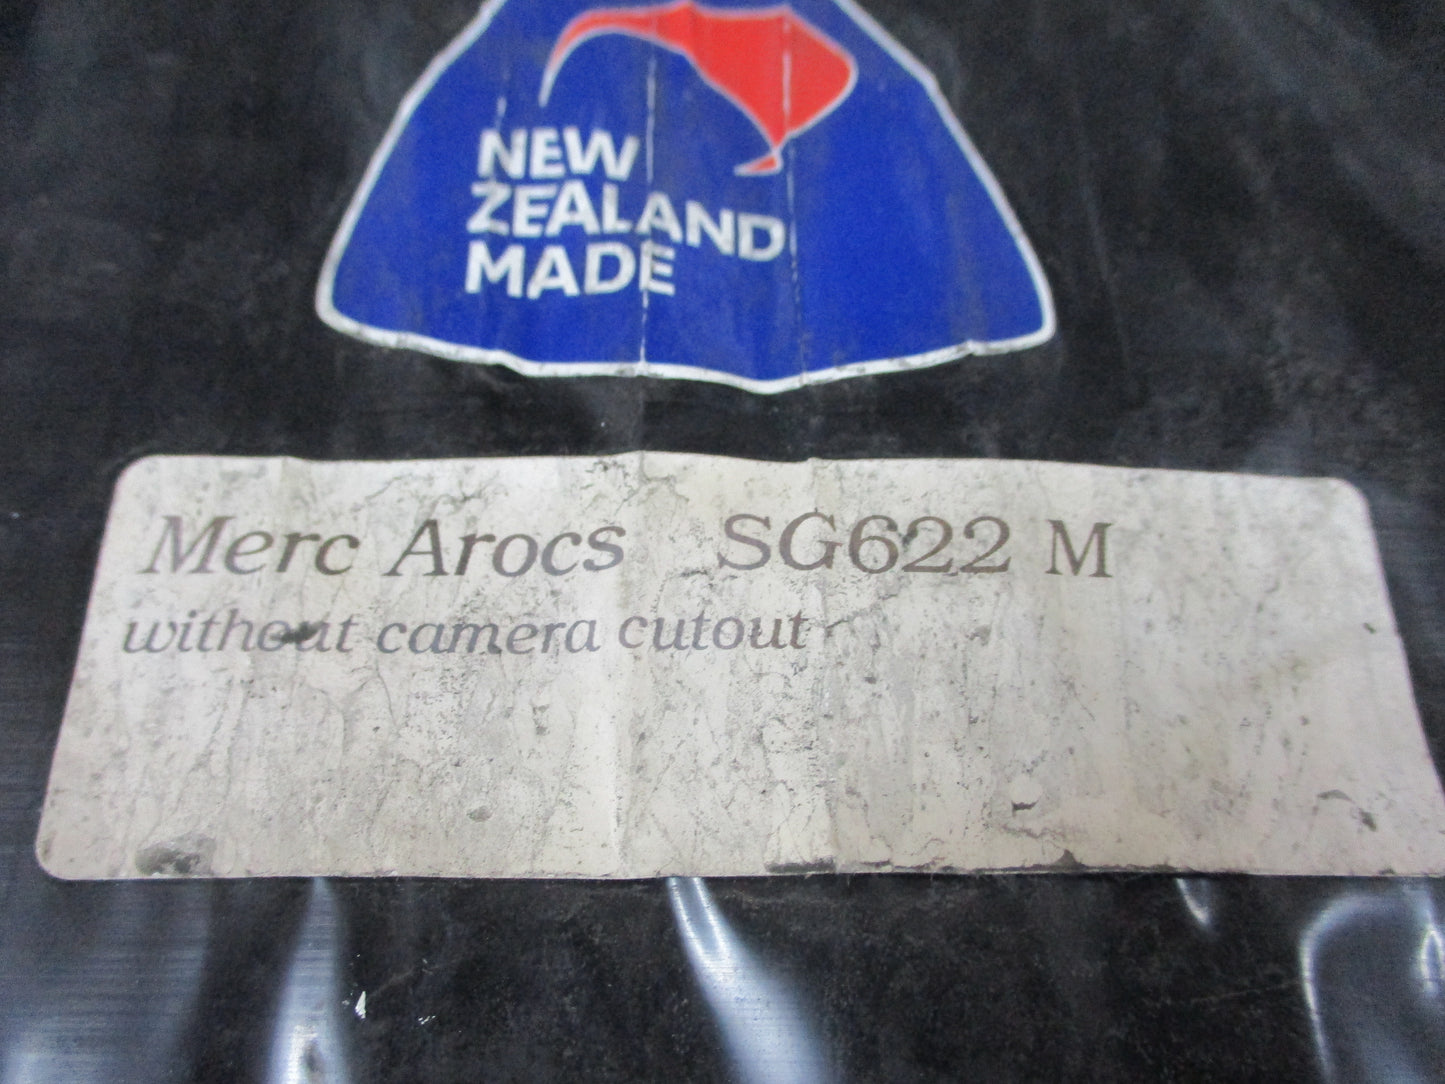 NEW
ZEALAND
MADE
Merc Arocs SG622 M
without camera cutout